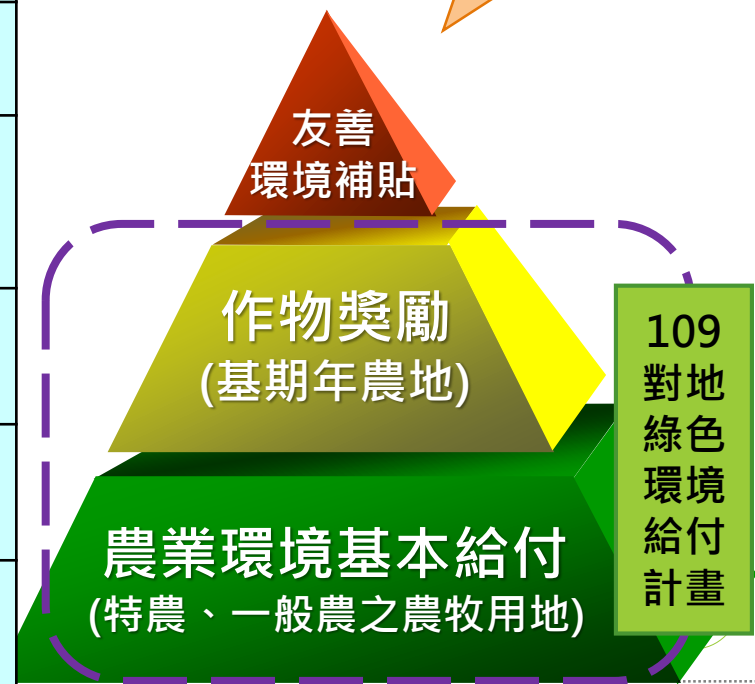 友善
環境補貼
作物獎勵
(基期年農地)
農業環境基本給付
(特農、一般農之農牧用地)
109
對地
綠色
環境
給付
計畫